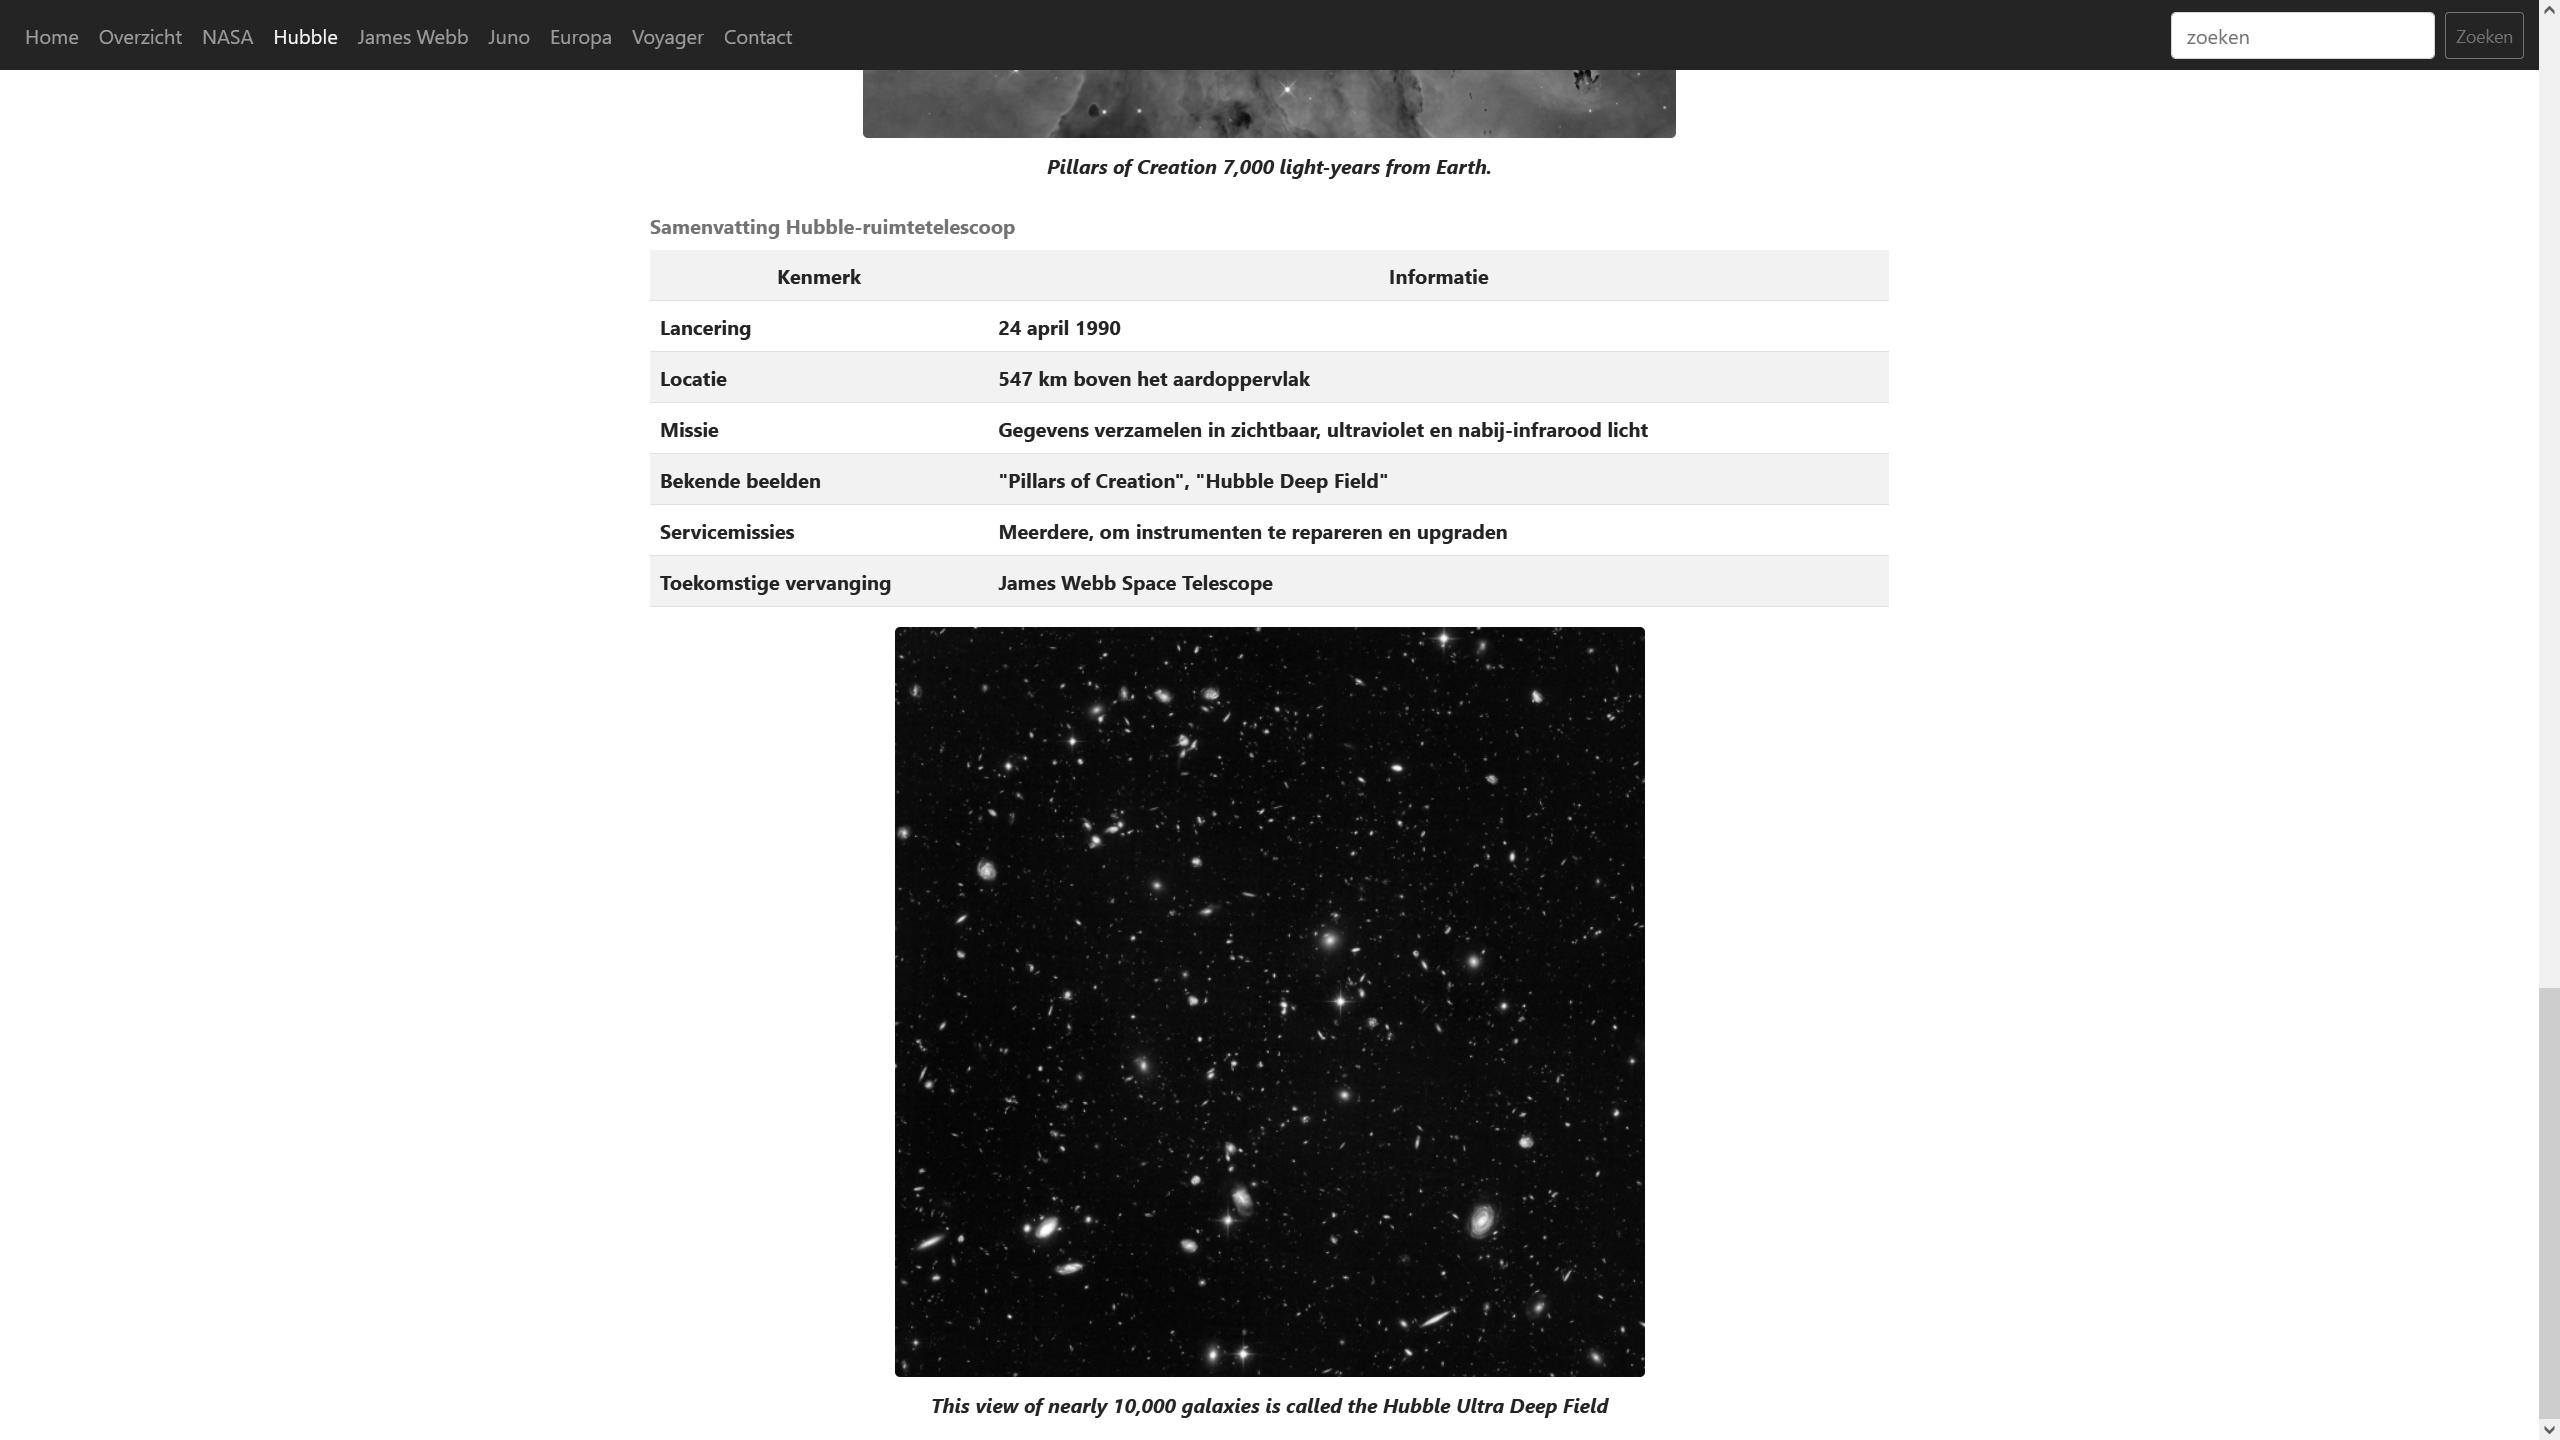 Home Overzicht NASA Hubble James Webb Juno Europa Voyager Contact zoeken Zoeken
Pillars of Creation 7,000 light-years from Earth.
Samenvatting Hubble-ruimtetelescoop
Kenmerk Informatie
Lancering 24 april 1990
Locatie 547 km boven het aardoppervlak
Missie Gegevens verzamelen in zichtbaar, ultraviolet en nabij-infrarood licht
Bekende beelden "Pillars of Creation", "Hubble Deep Field"
Servicemissies Meerdere, om instrumenten te repareren en upgraden
Toekomstige vervanging James Webb Space Telescope
This view of nearly 10,000 galaxies is called the Hubble Ultra Deep Field